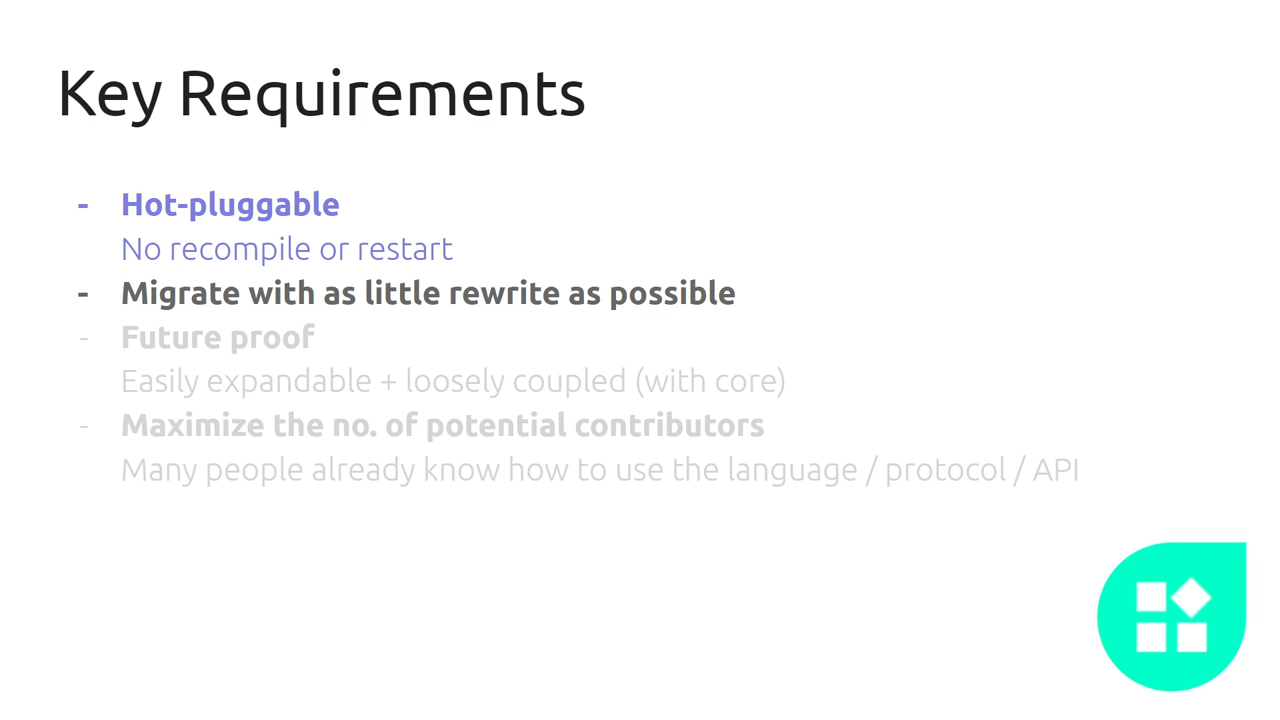 Key Requirements
- Hot-pluggable
No recompile or restart
- Migrate with as little rewrite as possible
- Future proof
Easily expandable + loosely coupled (with core)
- Maximize the no. of potential contributors
Many people already know how to use the language / protocol / API